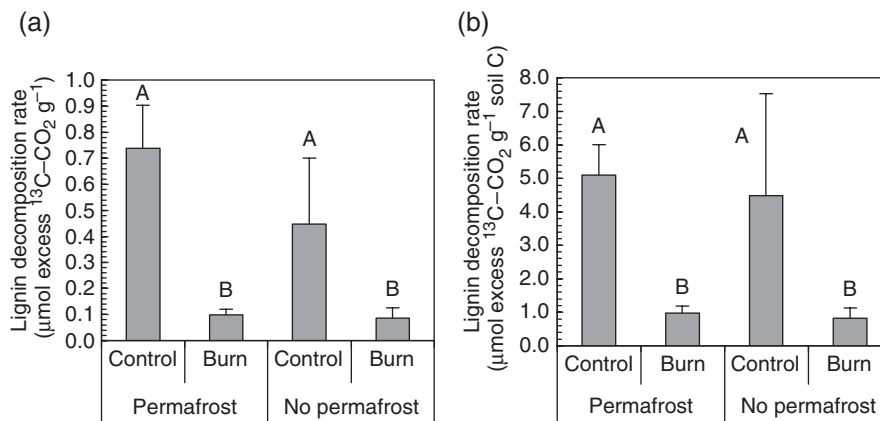 (a)
Lignin decomposition rate
(μmol excess ¹³C–CO₂ g⁻¹)
1.0
0.9
0.8
0.7
0.6
0.5
0.4
0.3
0.2
0.1
0.0
A
B
A
B
Control Burn Control Burn
Permafrost No permafrost
(b)
Lignin decomposition rate
(μmol excess ¹³C–CO₂ g⁻¹ soil C)
8.0
7.0
6.0
5.0
4.0
3.0
2.0
1.0
0.0
A
B
A
B
Control Burn Control Burn
Permafrost No permafrost